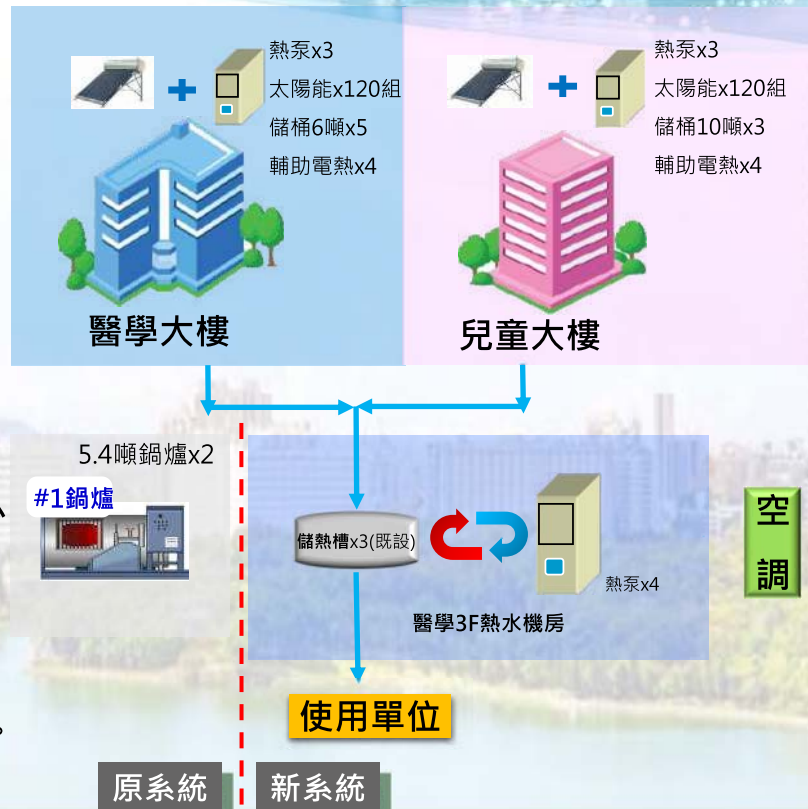 熱泵x3
太陽能x120組
儲桶6噸x5
輔助電熱x4
醫學大樓
熱泵x3
太陽能x120組
儲桶10噸x3
輔助電熱x4
兒童大樓
5.4噸鍋爐x2
#1鍋爐
儲熱槽x3(既設)
熱泵x4
醫學3F熱水機房
空
調
使用單位
。
原系統
新系統